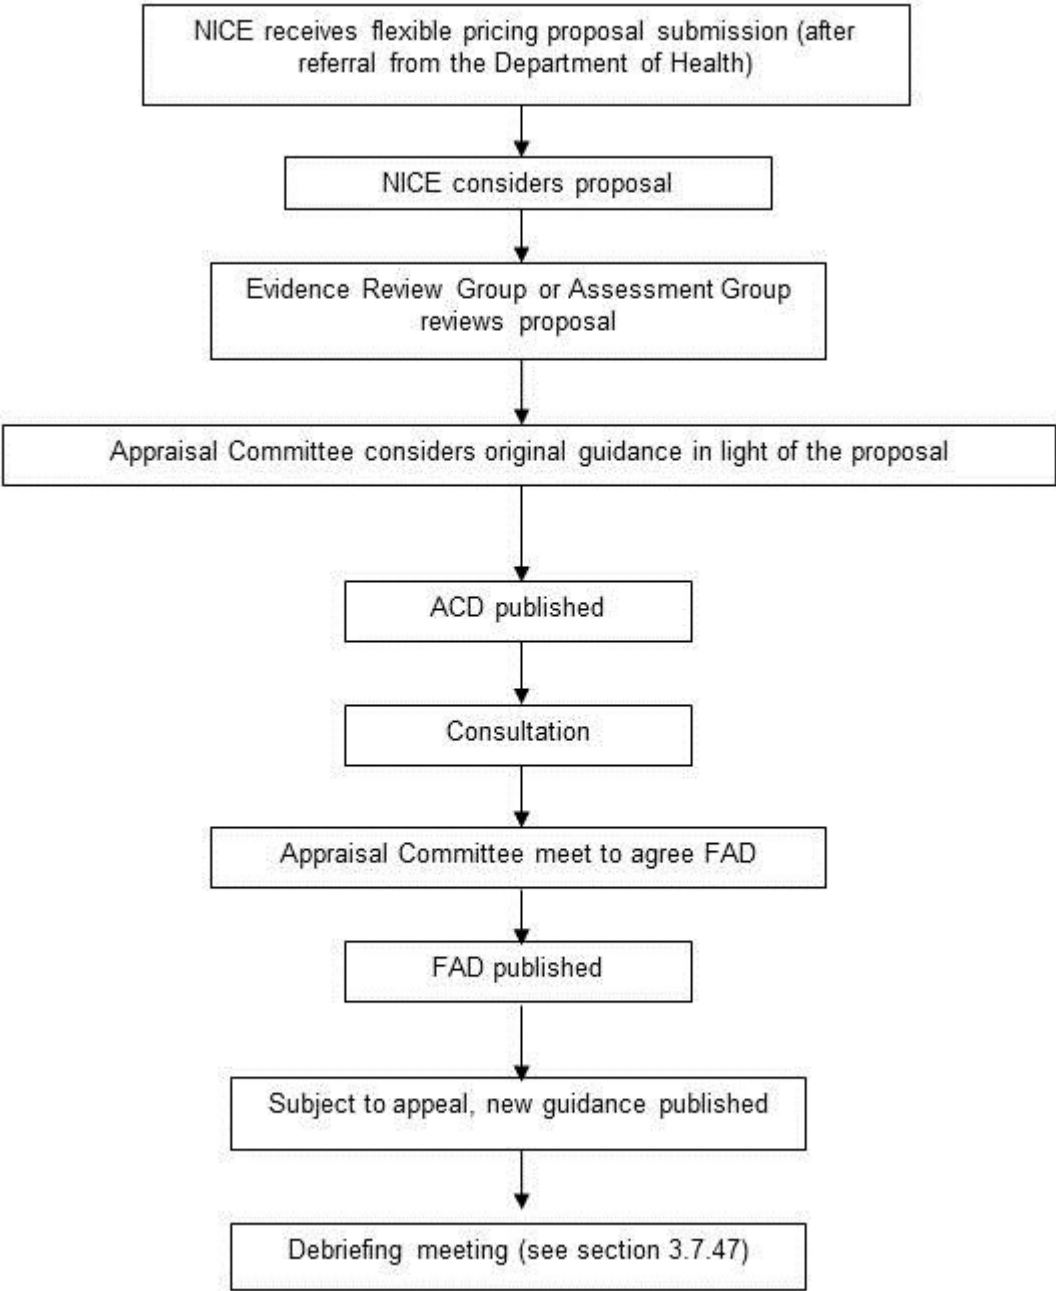 NICE receives flexible pricing proposal submission (after
referral from the Department of Health)
NICE considers proposal
Evidence Review Group or Assessment Group
reviews proposal
Appraisal Committee considers original guidance in light of the proposal
ACD published
Consultation
Appraisal Committee meet to agree FAD
FAD published
Subject to appeal, new guidance published
Debriefing meeting (see section 3.7.47)